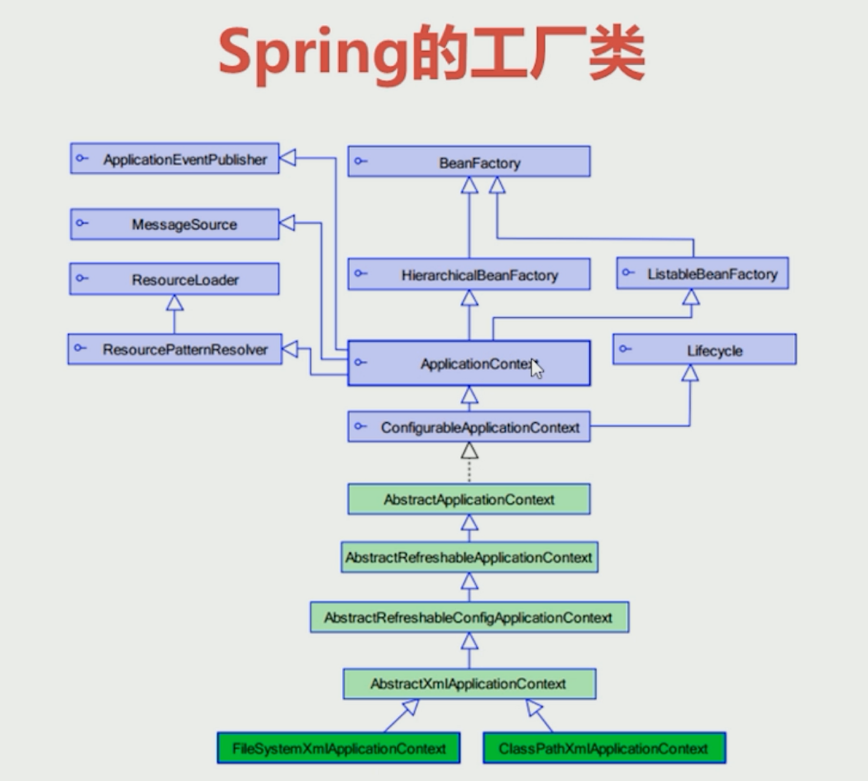 Spring的工厂类
ApplicationEventPublisher
BeanFactory
MessageSource
ResourceLoader
HierarchicalBeanFactory
ListableBeanFactory
ResourcePatternResolver
ApplicationContext
Lifecycle
ConfigurableApplicationContext
AbstractApplicationContext
AbstractRefreshableApplicationContext
AbstractRefreshableConfigApplicationContext
AbstractXmlApplicationContext
FileSystemXmlApplicationContext
ClassPathXmlApplicationContext